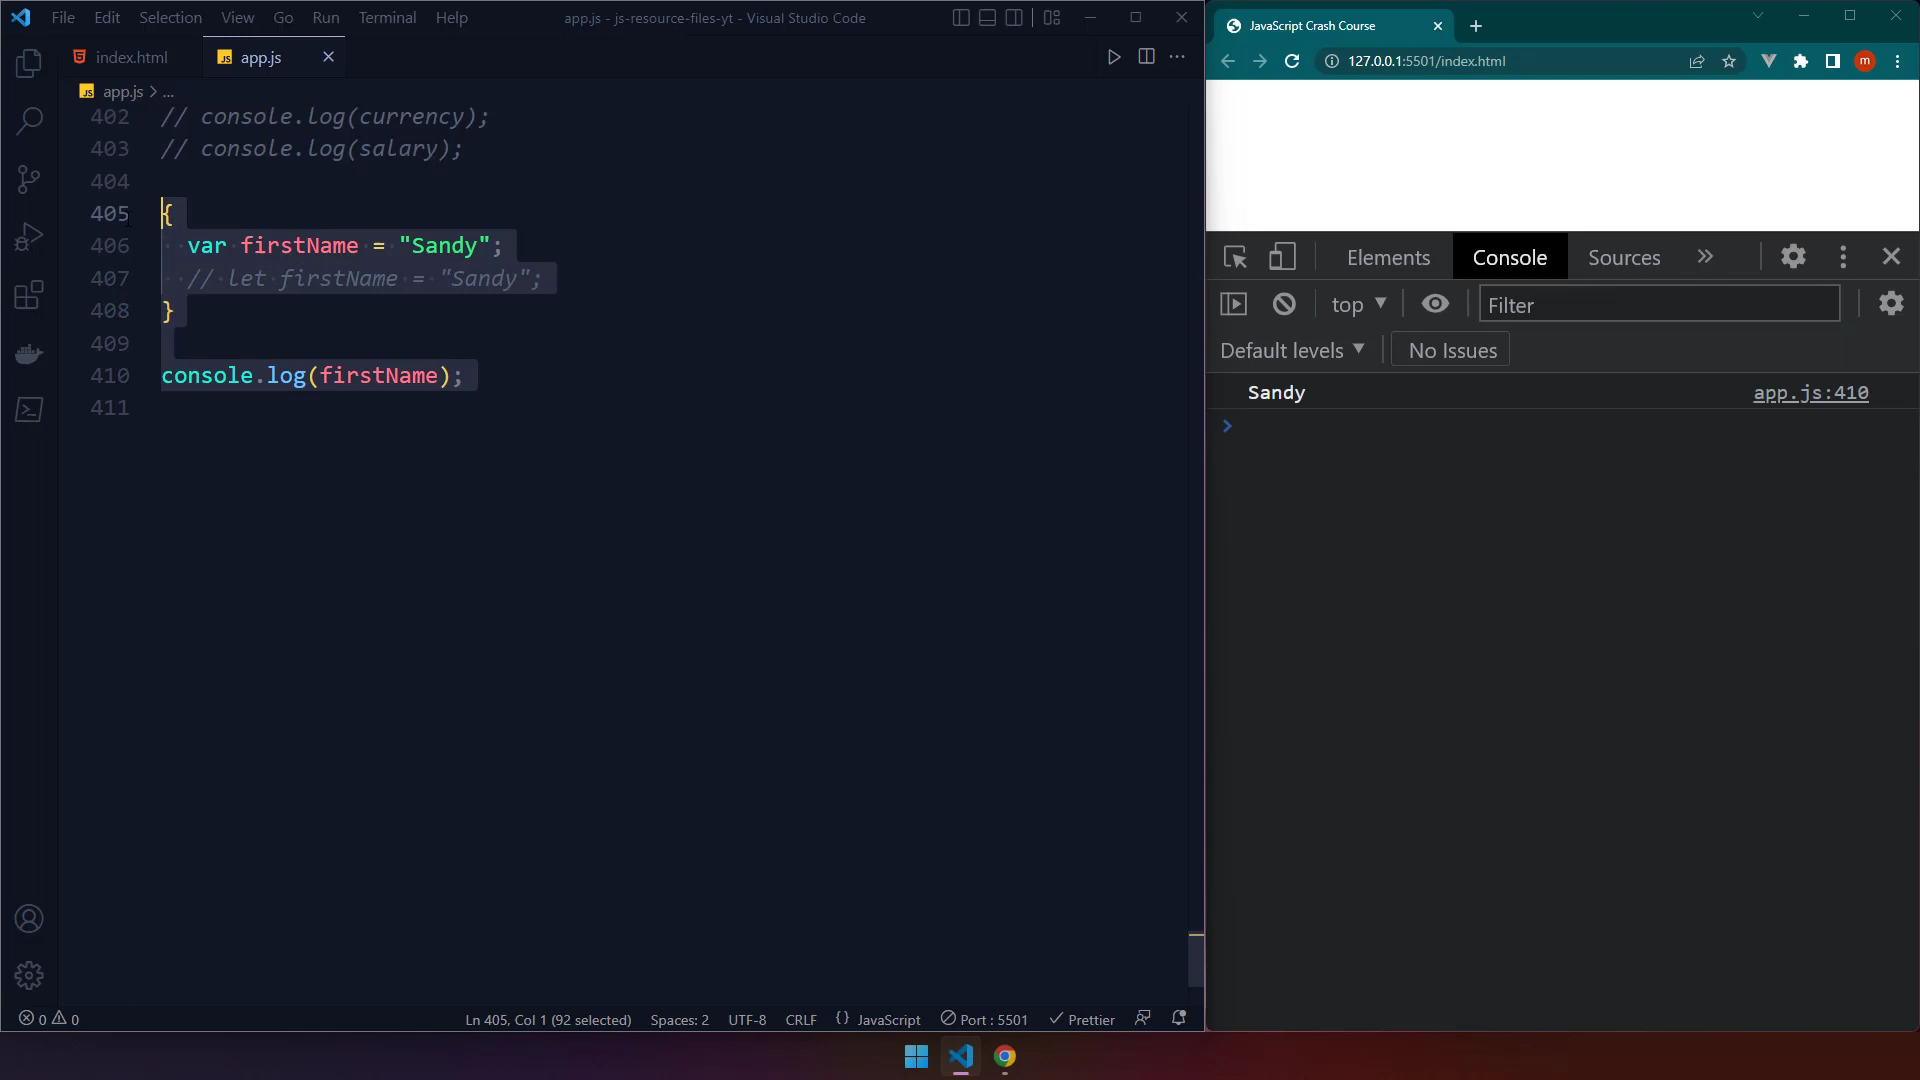 File Edit Selection View Go Run Terminal Help
app.js - js-resource-files-yt - Visual Studio Code
index.html
app.js
app.js > ...
402 // console.log(currency);
403 // console.log(salary);
404
405 {
406 var firstName = "Sandy";
407 // let firstName = "Sandy";
408 }
409
410 console.log(firstName);
411
0 0
Ln 405, Col 1 (92 selected) Spaces: 2 UTF-8 CRLF {} JavaScript Port : 5501 Prettier
JavaScript Crash Course
127.0.0.1:5501/index.html
m
Elements Console Sources
top Filter
Default levels No Issues
Sandy app.js:410